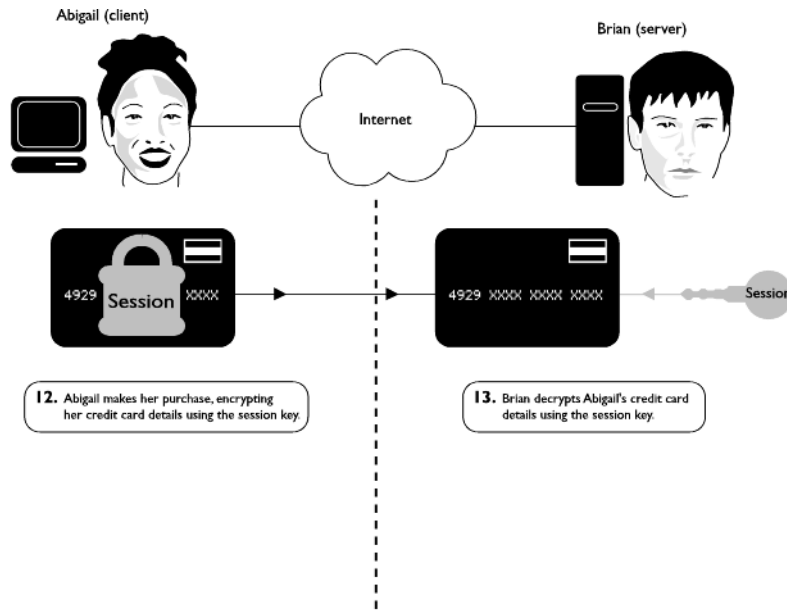 Abigail (client)
Brian (server)
Internet
4929 Session XXXX
4929 XXXX XXXX XXXX
Session
12. Abigail makes her purchase, encrypting
her credit card details using the session key.
13. Brian decrypts Abigail's credit card
details using the session key.